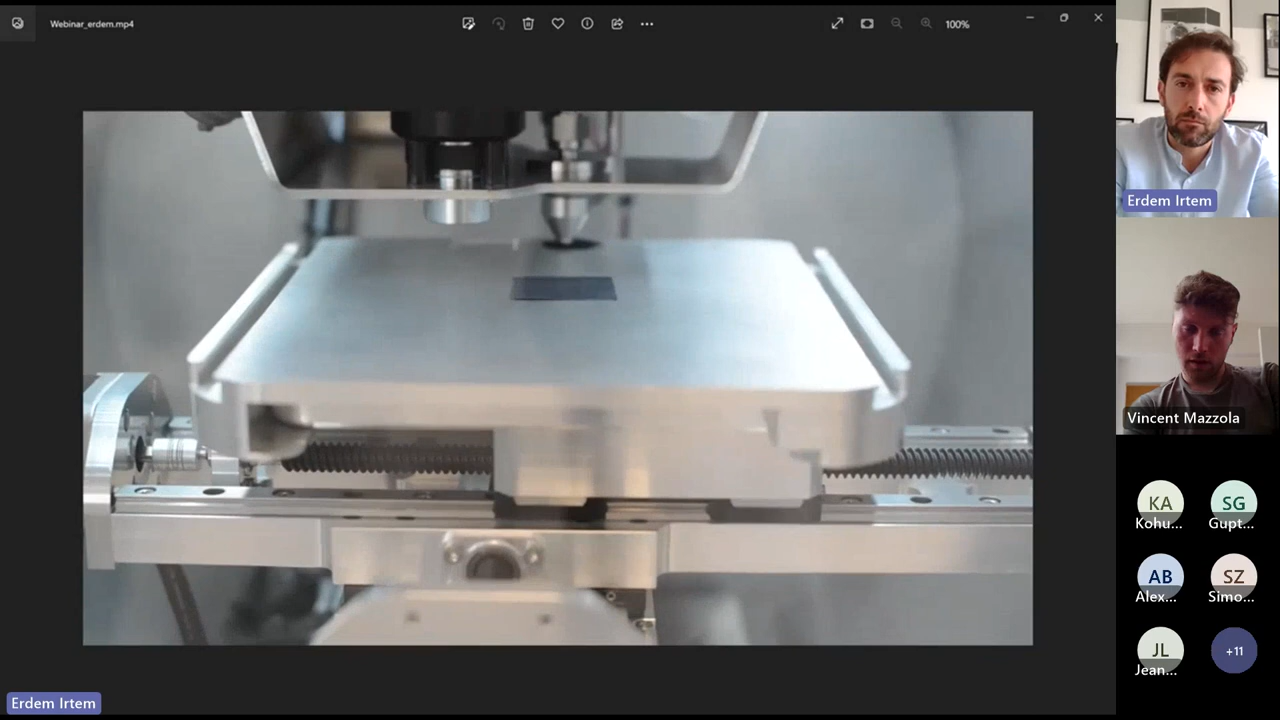 Webinar_erdem.mp4
100%
Erdem Irtem
Vincent Mazzola
KA
Kohu...
SG
Gupt...
AB
Alex...
SZ
Simo...
JL
Jean...
+11
Erdem Irtem